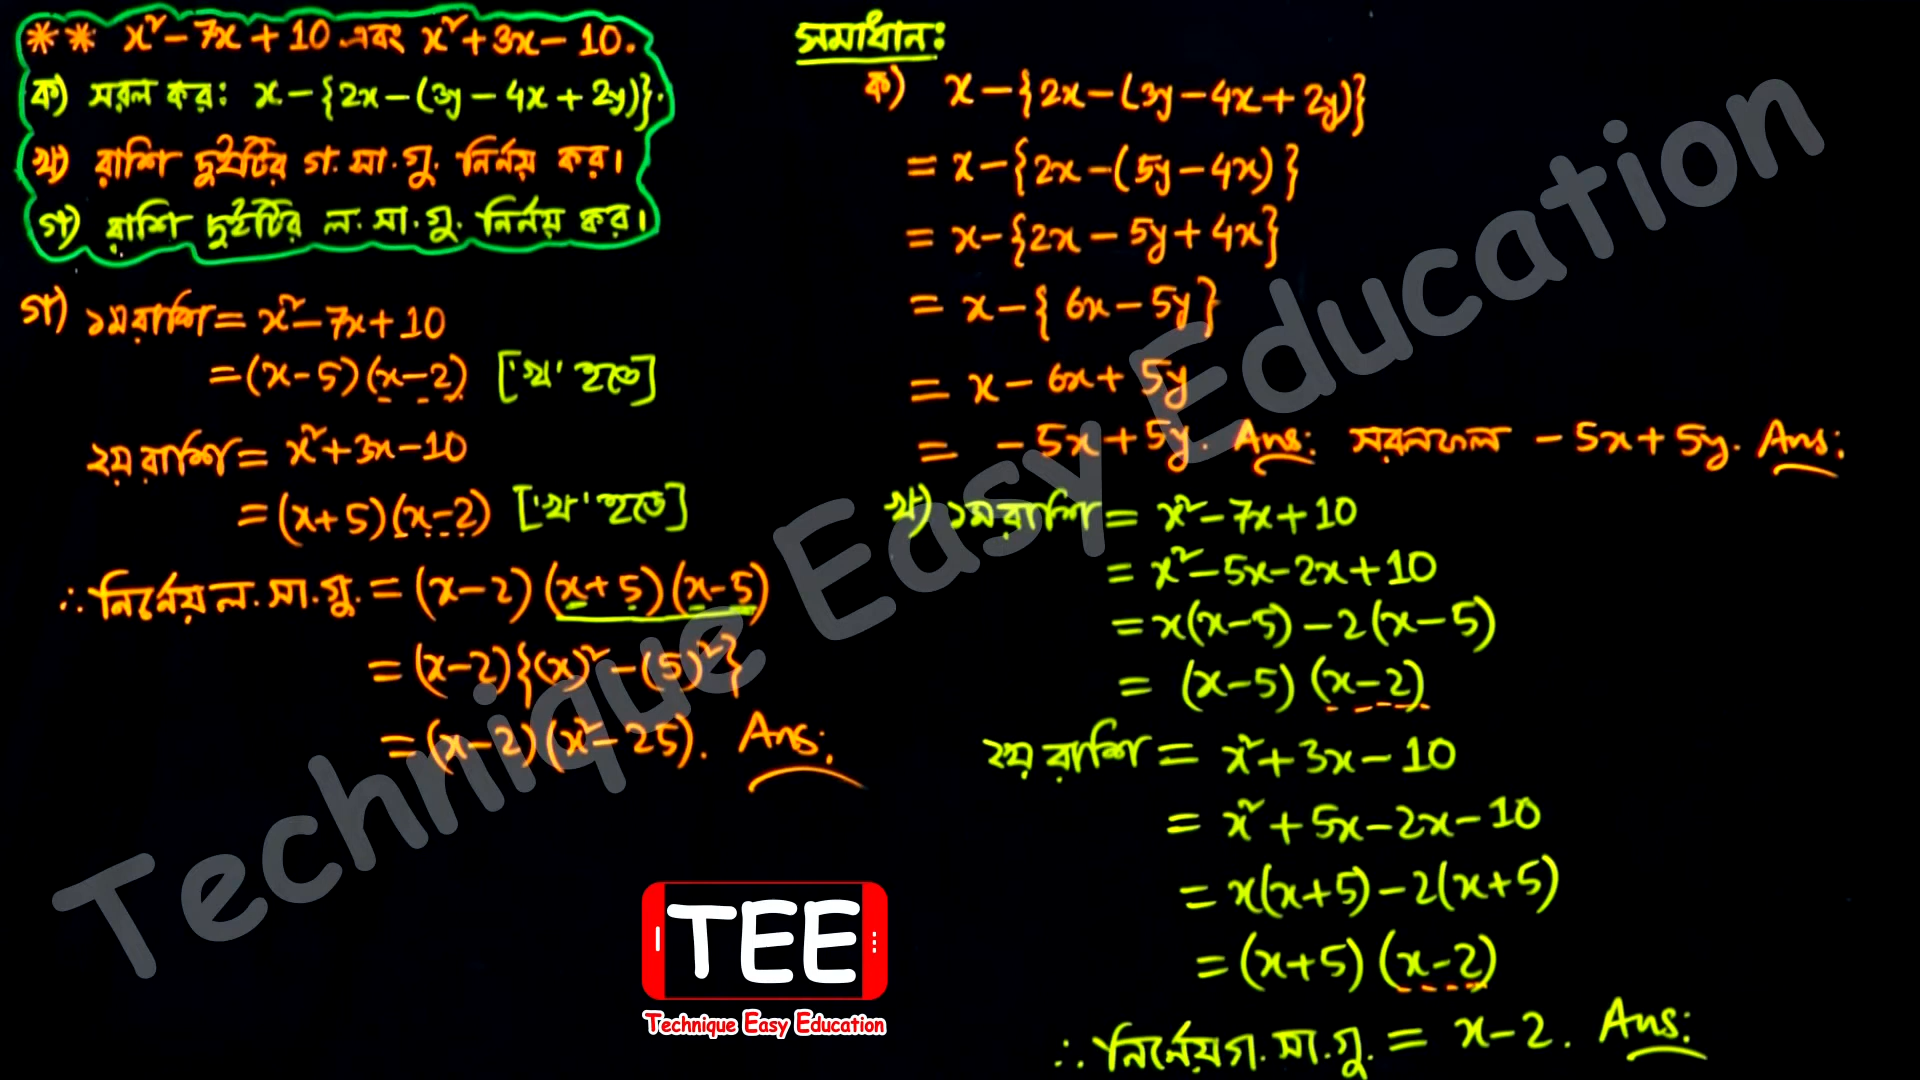 ** x² - 7x + 10 এবং x² + 3x - 10.
ক) সরল কর: x - {2x - (3y - 4x + 2y)}.
খ) রাশি দুইটির গ. সা. গু. নির্নয় কর।
গ) রাশি দুইটির ল. সা. গু. নির্নয় কর।
গ) ১ম রাশি = x² - 7x + 10
= (x - 5) (x - 2) ['খ' হতে]
২য় রাশি = x² + 3x - 10
= (x + 5) (x - 2) ['খ' হতে]
∴ নির্নেয় ল. সা. গু. = (x - 2) (x + 5) (x - 5)
= (x - 2) {(x)² - (5)²}
= (x - 2) (x² - 25). Ans:
সমাধান:
ক) x - {2x - (3y - 4x + 2y)}
= x - {2x - (5y - 4x)}
= x - {2x - 5y + 4x}
= x - {6x - 5y}
= x - 6x + 5y
= - 5x + 5y. Ans: সরলফল - 5x + 5y. Ans:
খ) ১ম রাশি = x² - 7x + 10
= x² - 5x - 2x + 10
= x(x - 5) - 2(x - 5)
= (x - 5) (x - 2)
২য় রাশি = x² + 3x - 10
= x² + 5x - 2x - 10
= x(x + 5) - 2(x + 5)
= (x + 5) (x - 2)
∴ নির্নেয় গ. সা. গু. = x - 2. Ans:
TEE
Technique Easy Education
Technique Easy Education